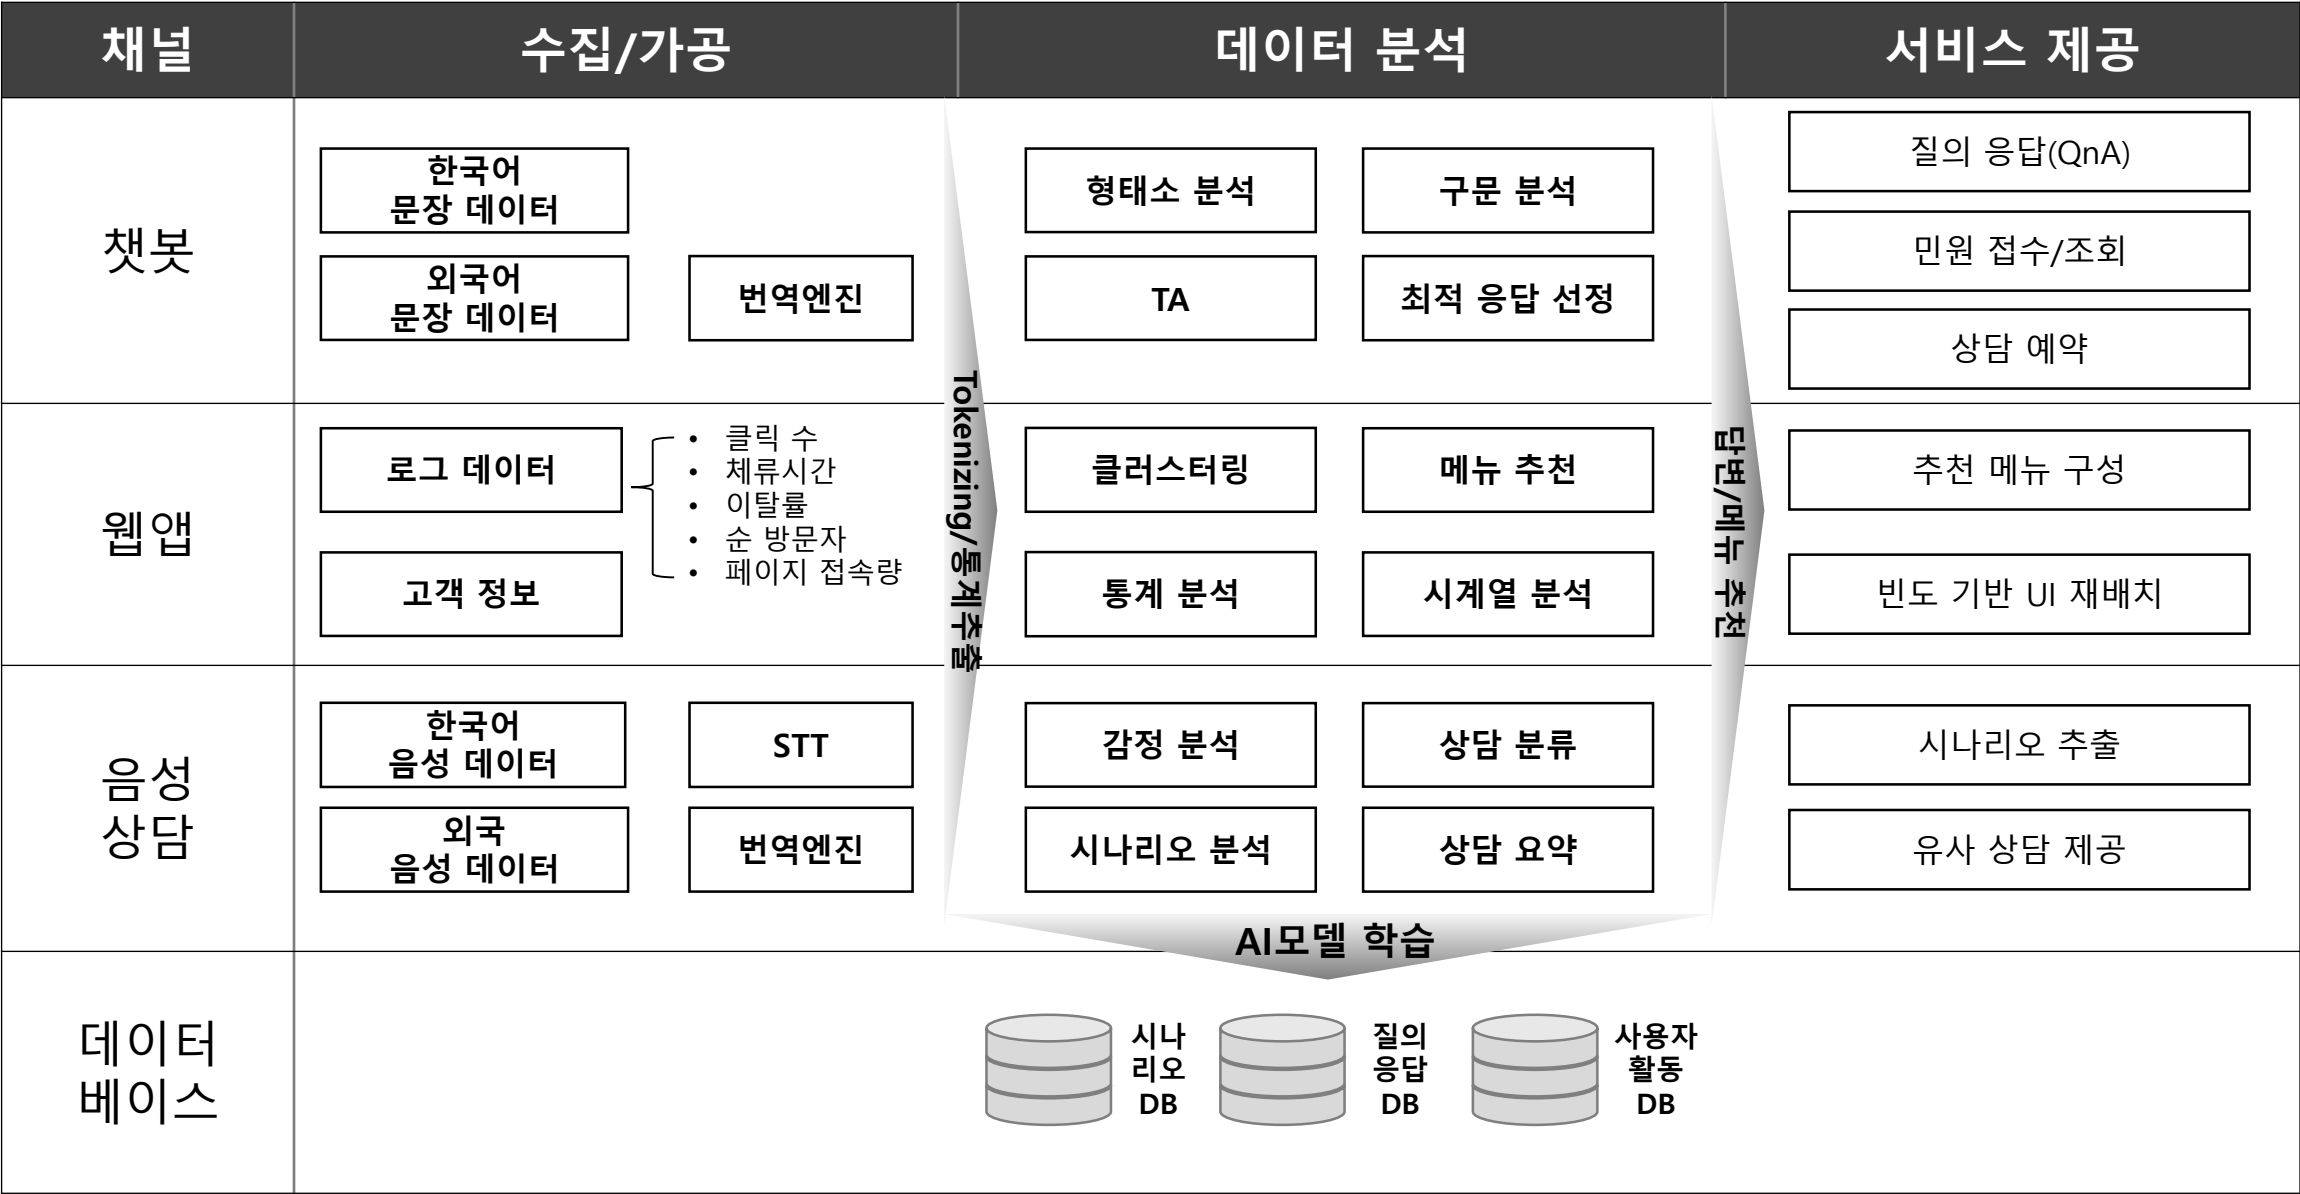 채널
수집/가공
데이터 분석
서비스 제공
챗봇
한국어
문장 데이터
외국어
문장 데이터
번역엔진
형태소 분석
구문 분석
TA
최적 응답 선정
질의 응답(QnA)
민원 접수/조회
상담 예약
Tokenizing/통계추출
답변/메뉴 추천
웹앱
로그 데이터
• 클릭 수
• 체류시간
• 이탈률
• 순 방문자
• 페이지 접속량
고객 정보
클러스터링
메뉴 추천
통계 분석
시계열 분석
추천 메뉴 구성
빈도 기반 UI 재배치
음성
상담
한국어
음성 데이터
STT
외국
음성 데이터
번역엔진
감정 분석
상담 분류
시나리오 분석
상담 요약
시나리오 추출
유사 상담 제공
AI모델 학습
데이터
베이스
시나
리오
DB
질의
응답
DB
사용자
활동
DB